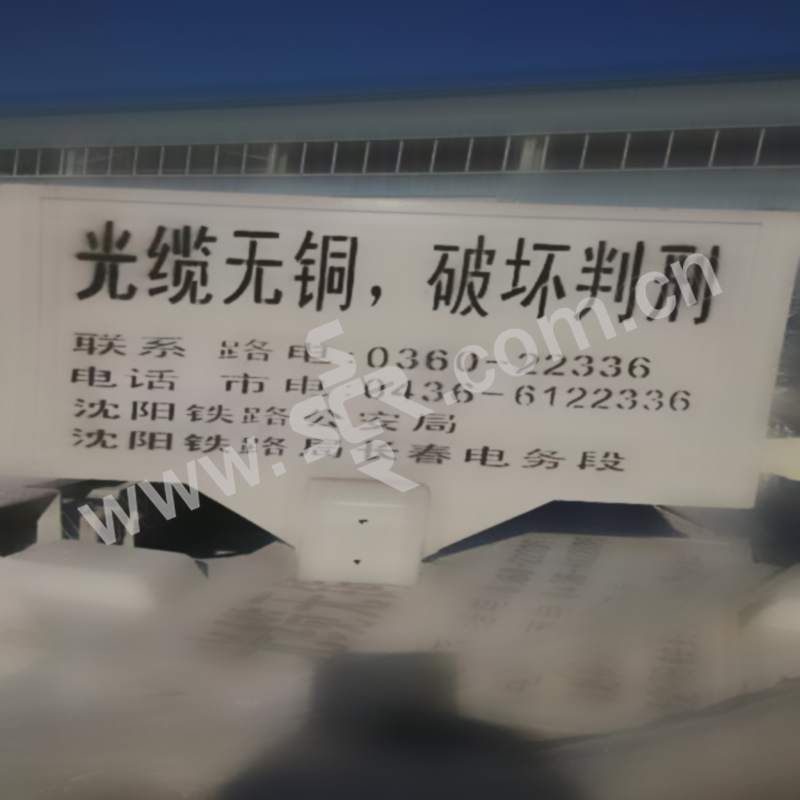 光缆无铜，破坏判刑
联系 路电:0360-22336
电话 市电:0436-6122336
沈阳铁路公安局
沈阳铁路局长春电务段
www.scr.com.cn